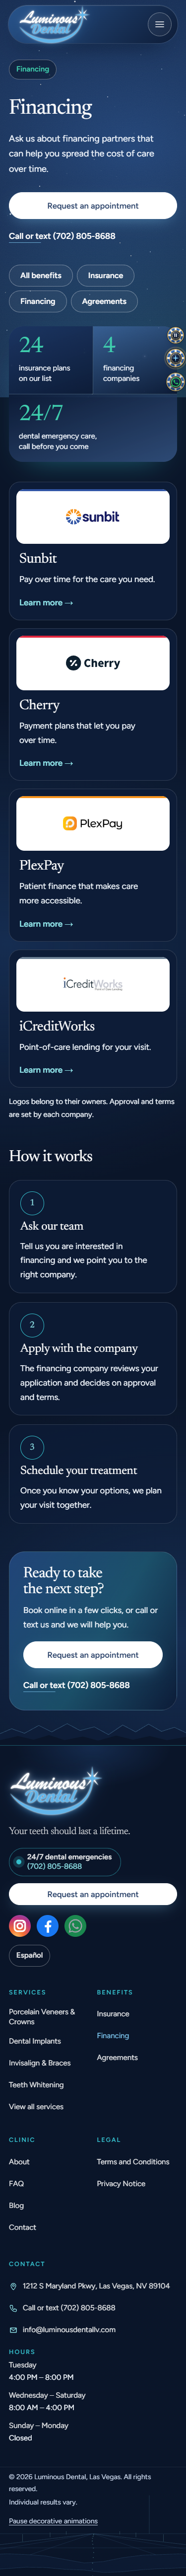 Luminous
Dental
Financing
Financing
Ask us about financing partners that
can help you spread the cost of care
over time.
Request an appointment
Call or text (702) 805-8688
All benefits
Insurance
Financing
Agreements
24
insurance plans
on our list
4
financing
companies
24/7
dental emergency care,
call before you come
sunbit
Sunbit
Pay over time for the care you need.
Learn more →
Cherry
Cherry
Payment plans that let you pay
over time.
Learn more →
PlexPay
PlexPay
Patient finance that makes care
more accessible.
Learn more →
iCreditWorks
iCreditWorks
Point-of-care lending for your visit.
Learn more →
Logos belong to their owners. Approval and terms
are set by each company.
How it works
1
Ask our team
Tell us you are interested in
financing and we point you to the
right company.
2
Apply with the company
The financing company reviews your
application and decides on approval
and terms.
3
Schedule your treatment
Once you know your options, we plan
your visit together.
Ready to take
the next step?
Book online in a few clicks, or call or
text us and we will help you.
Request an appointment
Call or text (702) 805-8688
Luminous
Dental
Your teeth should last a lifetime.
24/7 dental emergencies
(702) 805-8688
Request an appointment
Español
SERVICES
Porcelain Veneers &
Crowns
Dental Implants
Invisalign & Braces
Teeth Whitening
View all services
BENEFITS
Insurance
Financing
Agreements
CLINIC
About
FAQ
Blog
Contact
LEGAL
Terms and Conditions
Privacy Notice
CONTACT
1212 S Maryland Pkwy, Las Vegas, NV 89104
Call or text (702) 805-8688
info@luminousdentallv.com
HOURS
Tuesday
4:00 PM – 8:00 PM
Wednesday – Saturday
8:00 AM – 4:00 PM
Sunday – Monday
Closed
© 2026 Luminous Dental, Las Vegas. All rights
reserved.
Individual results vary.
Pause decorative animations